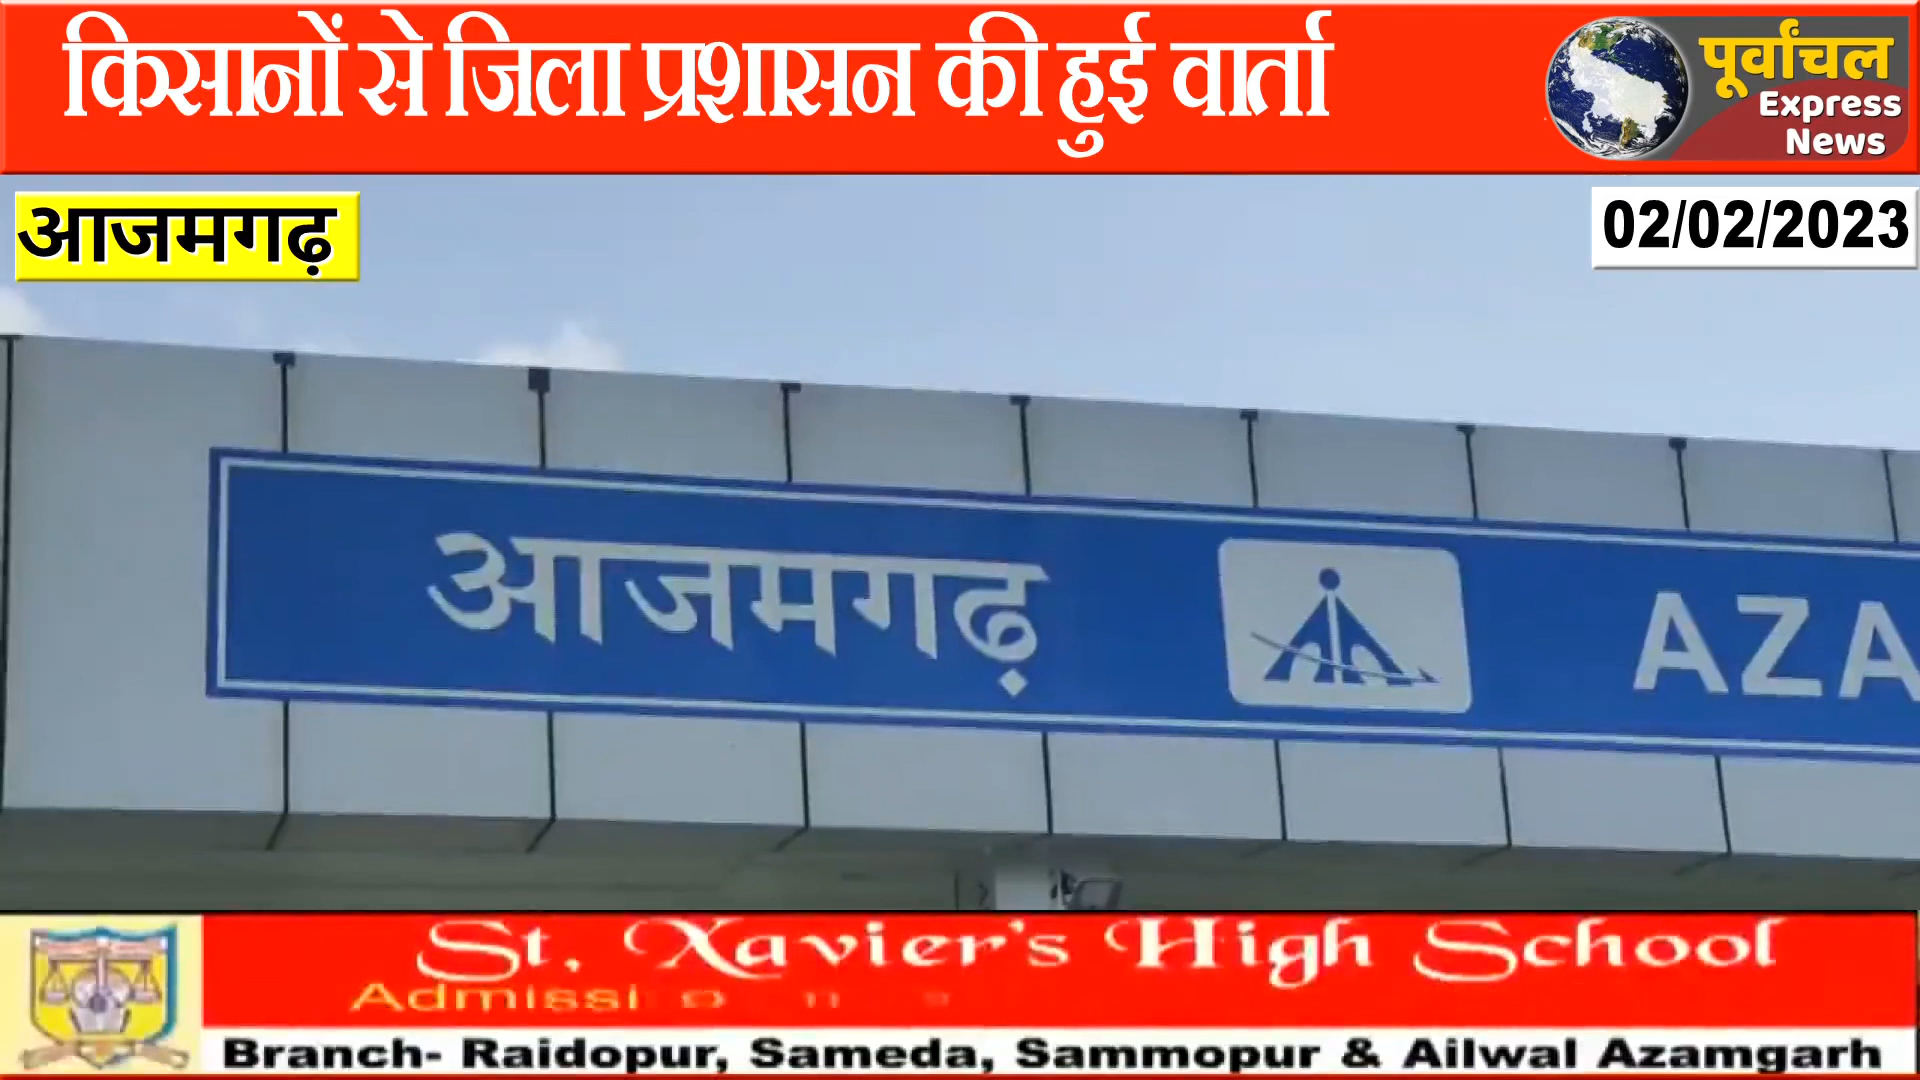 किसानों से जिला प्रशासन की हुई वार्ता
पूर्वांचल
Express
News
आजमगढ़
02/02/2023
आजमगढ़
AZA
St. Xavier's High School
Admissi
Branch- Raidopur, Sameda, Sammopur & Ailwal Azamgarh